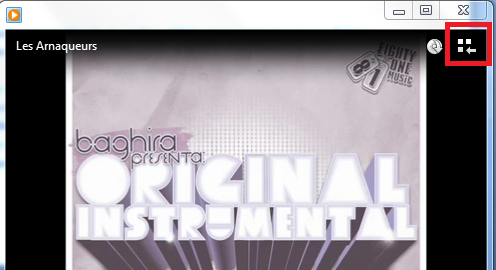 Les Arnaqueurs
EIGHTY
ONE
MUSIC
81
baghira
PRESENTA:
ORIGINAL
INSTRUMENTAL